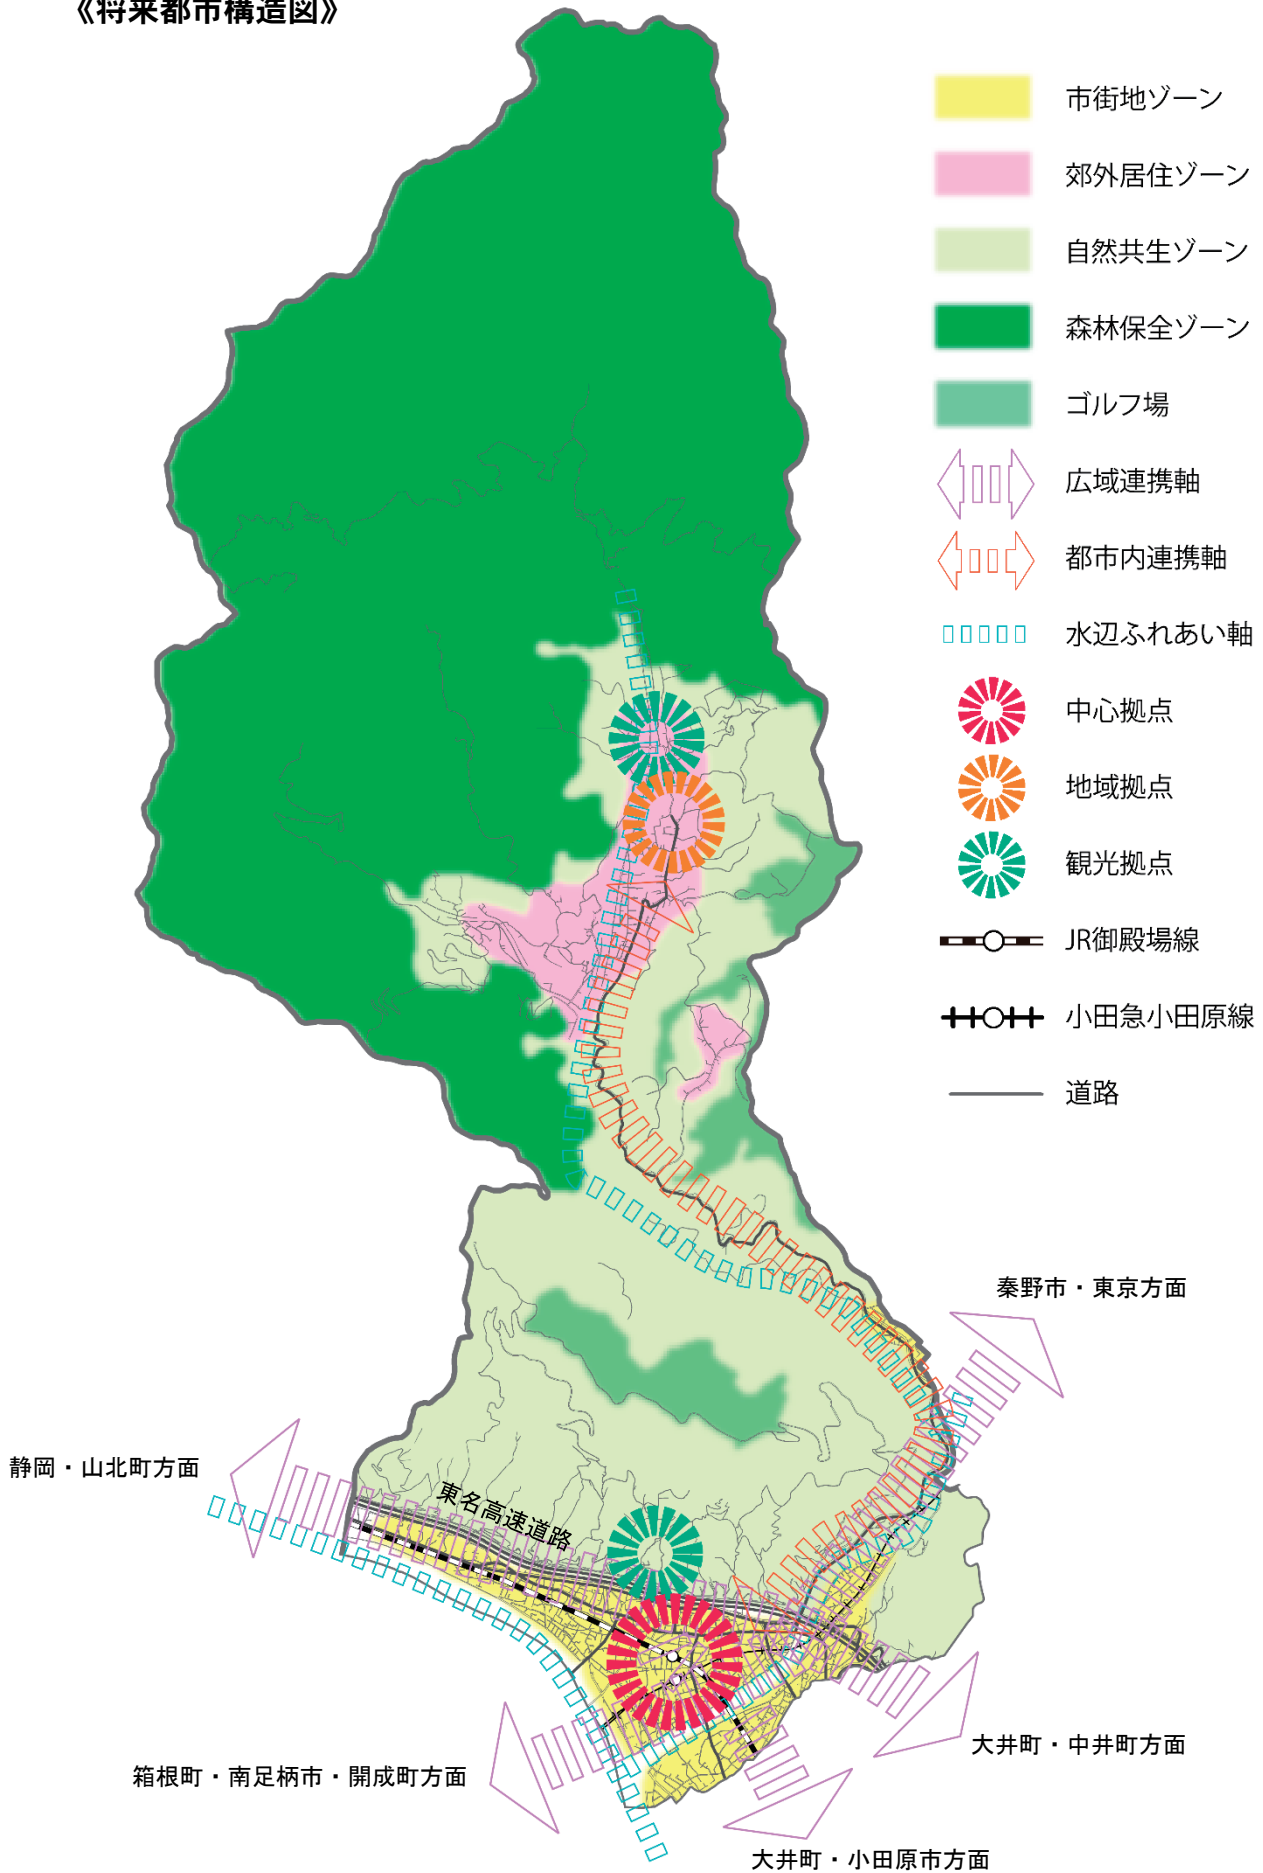 《将来都市構造図》
市街地ゾーン
郊外居住ゾーン
自然共生ゾーン
森林保全ゾーン
ゴルフ場
広域連携軸
都市内連携軸
水辺ふれあい軸
中心拠点
地域拠点
観光拠点
JR御殿場線
小田急小田原線
道路
秦野市・東京方面
静岡・山北町方面
東名高速道路
大井町・中井町方面
箱根町・南足柄市・開成町方面
大井町・小田原市方面